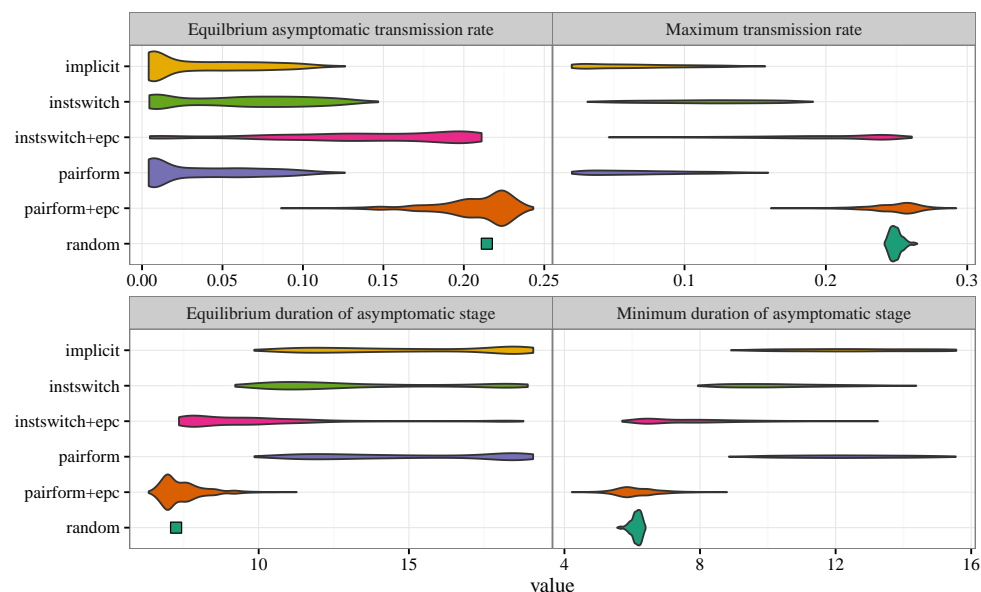 Equilbrium asymptomatic transmission rate
Maximum transmission rate
implicit
instswitch
instswitch+epc
pairform
pairform+epc
random
0.00 0.05 0.10 0.15 0.20 0.25
0.1 0.2 0.3
Equilibrium duration of asymptomatic stage
Minimum duration of asymptomatic stage
implicit
instswitch
instswitch+epc
pairform
pairform+epc
random
10 15
4 8 12 16
value